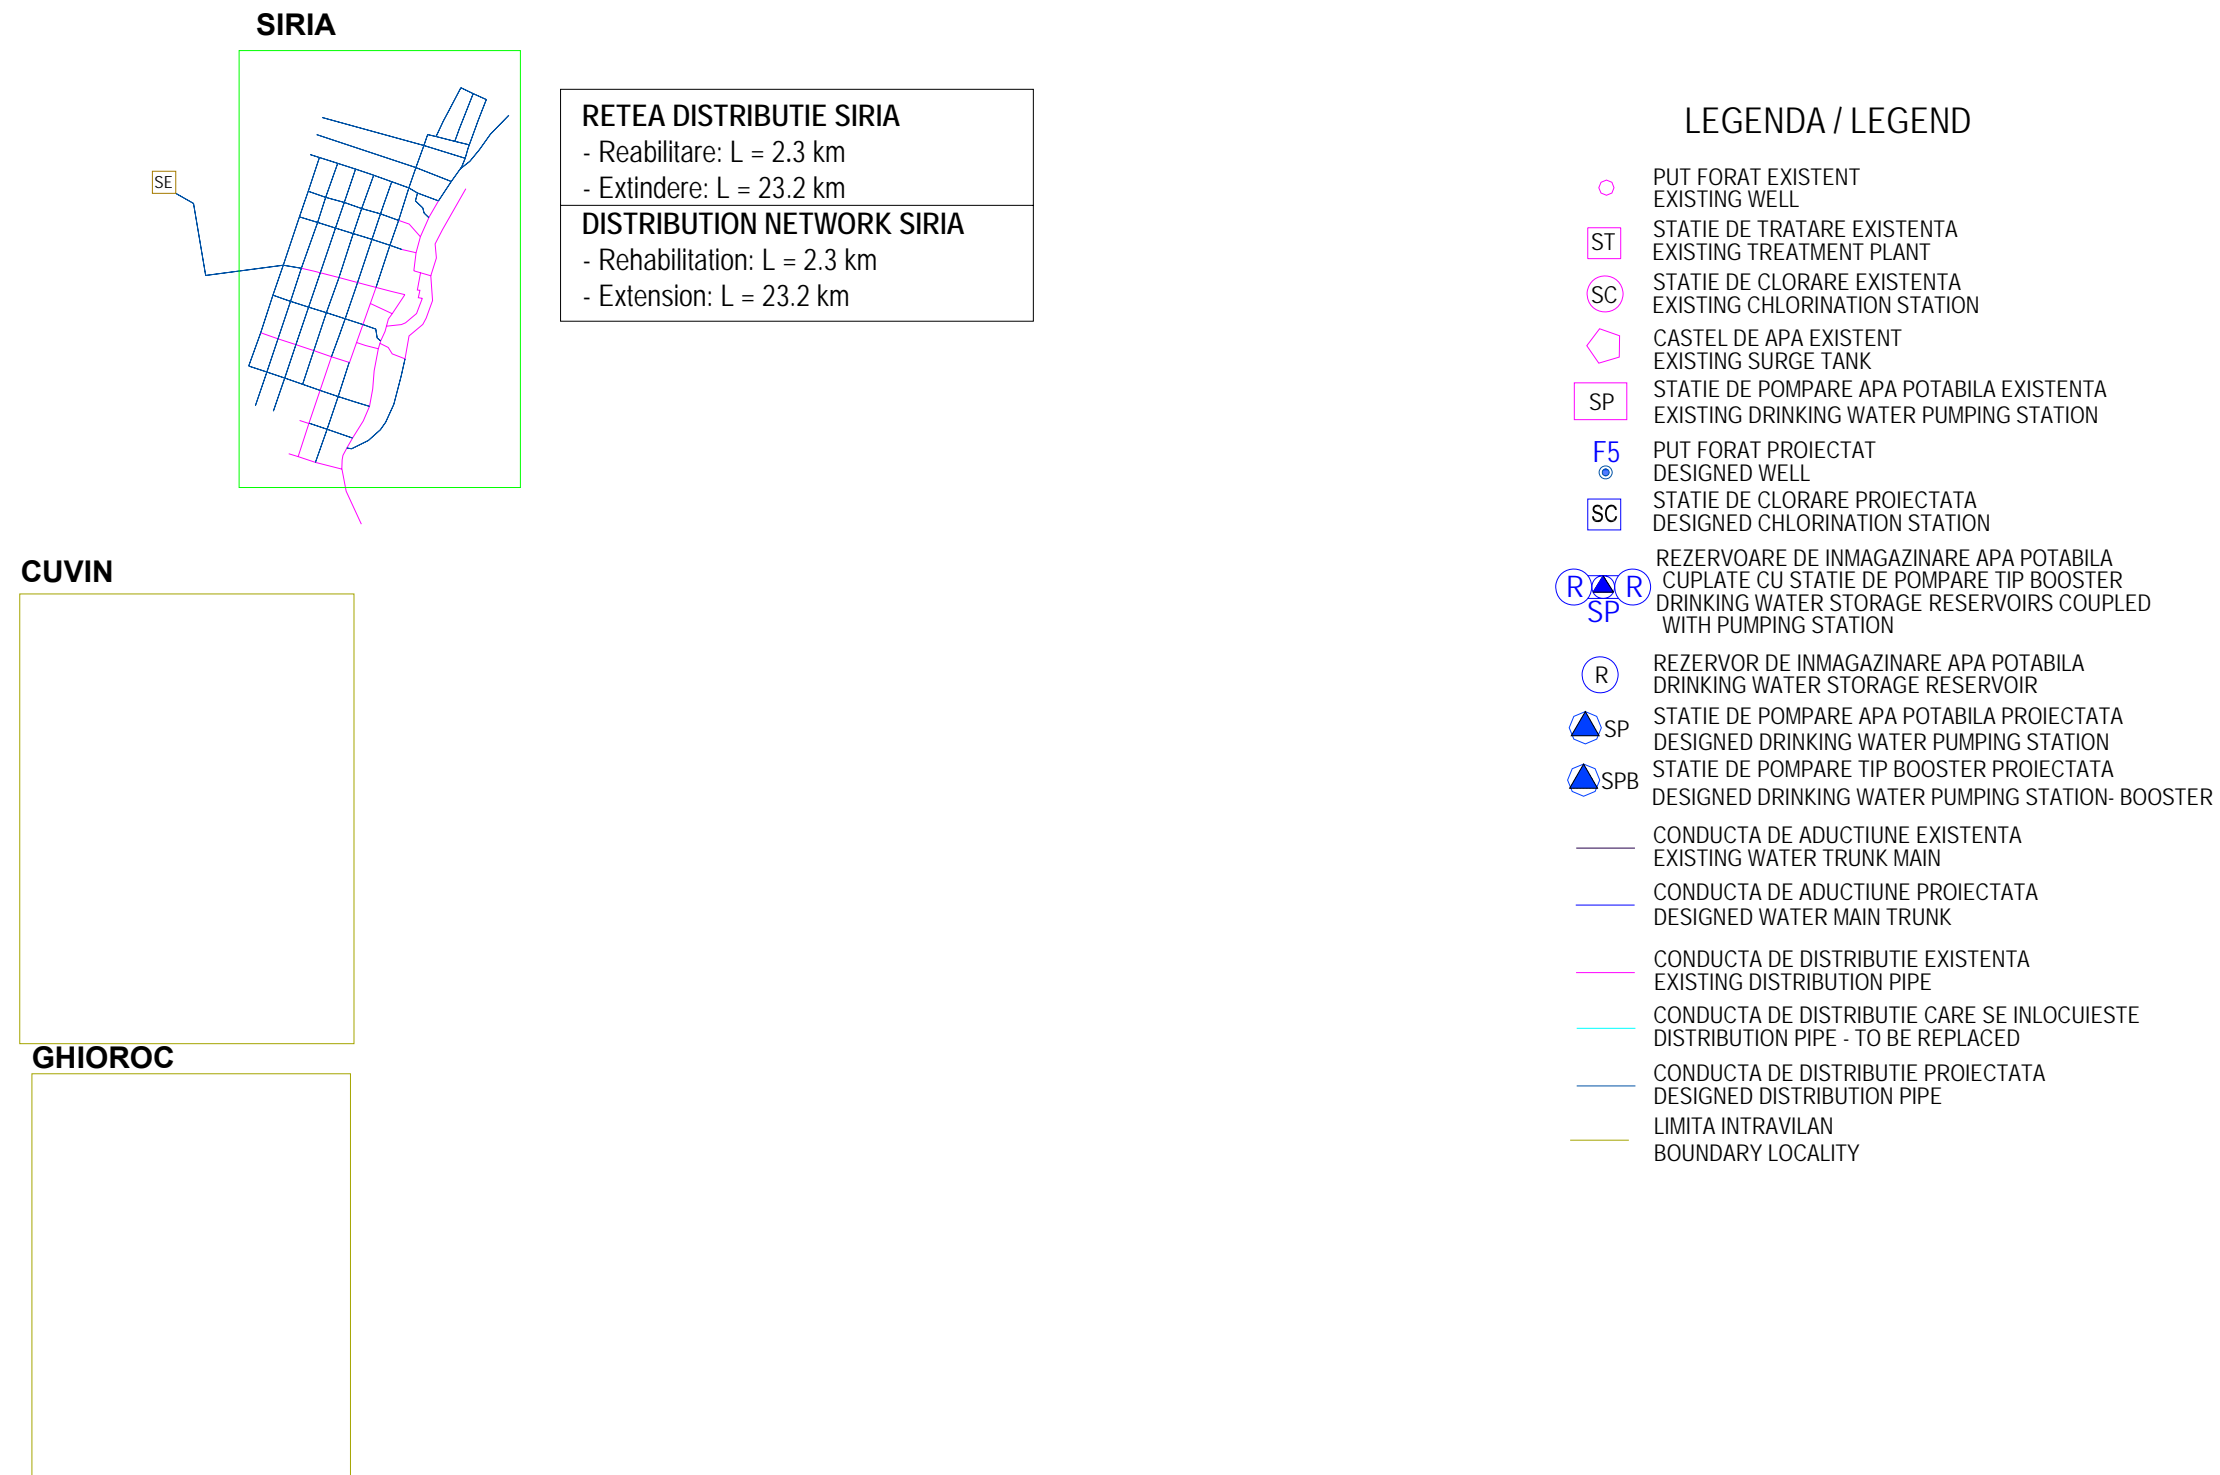 SIRIA
SE
RETEA DISTRIBUTIE SIRIA
- Reabilitare: L = 2.3 km
- Extindere: L = 23.2 km
DISTRIBUTION NETWORK SIRIA
- Rehabilitation: L = 2.3 km
- Extension: L = 23.2 km
CUVIN
GHIOROC
LEGENDA / LEGEND
PUT FORAT EXISTENT
EXISTING WELL
ST
STATIE DE TRATARE EXISTENTA
EXISTING TREATMENT PLANT
SC
STATIE DE CLORARE EXISTENTA
EXISTING CHLORINATION STATION
CASTEL DE APA EXISTENT
EXISTING SURGE TANK
SP
STATIE DE POMPARE APA POTABILA EXISTENTA
EXISTING DRINKING WATER PUMPING STATION
F5
PUT FORAT PROIECTAT
DESIGNED WELL
SC
STATIE DE CLORARE PROIECTATA
DESIGNED CHLORINATION STATION
R R
SP
REZERVOARE DE INMAGAZINARE APA POTABILA
CUPLATE CU STATIE DE POMPARE TIP BOOSTER
DRINKING WATER STORAGE RESERVOIRS COUPLED
WITH PUMPING STATION
R
REZERVOR DE INMAGAZINARE APA POTABILA
DRINKING WATER STORAGE RESERVOIR
SP
STATIE DE POMPARE APA POTABILA PROIECTATA
DESIGNED DRINKING WATER PUMPING STATION
SPB
STATIE DE POMPARE TIP BOOSTER PROIECTATA
DESIGNED DRINKING WATER PUMPING STATION- BOOSTER
CONDUCTA DE ADUCTIUNE EXISTENTA
EXISTING WATER TRUNK MAIN
CONDUCTA DE ADUCTIUNE PROIECTATA
DESIGNED WATER MAIN TRUNK
CONDUCTA DE DISTRIBUTIE EXISTENTA
EXISTING DISTRIBUTION PIPE
CONDUCTA DE DISTRIBUTIE CARE SE INLOCUIESTE
DISTRIBUTION PIPE - TO BE REPLACED
CONDUCTA DE DISTRIBUTIE PROIECTATA
DESIGNED DISTRIBUTION PIPE
LIMITA INTRAVILAN
BOUNDARY LOCALITY